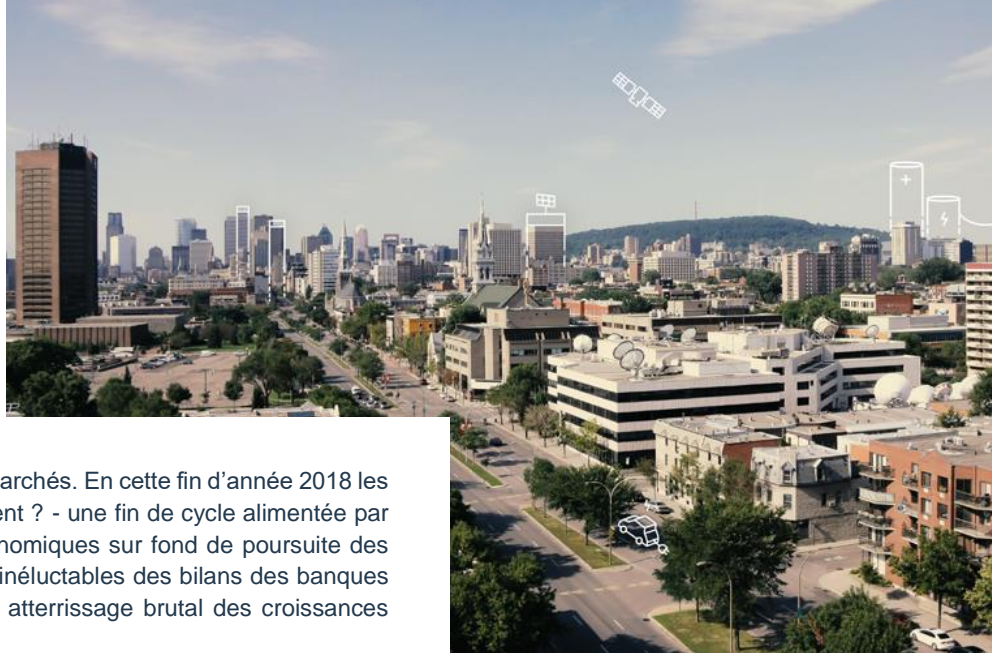 archés. En cette fin d’année 2018 les
ent ? - une fin de cycle alimentée par
nomiques sur fond de poursuite des
inéluctables des bilans des banques
atterrissage brutal des croissances